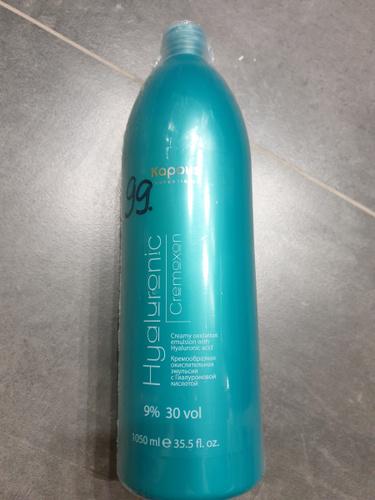 Kapous
99.
Hyaluronic
Cremoxon
Creamy oxidation
emulsion with
Hyaluronic acid
Кремообразная
окислительная
эмульсия
с Гиалуроновой
кислотой
9% 30 vol
1050 ml ℮ 35.5 fl. oz.